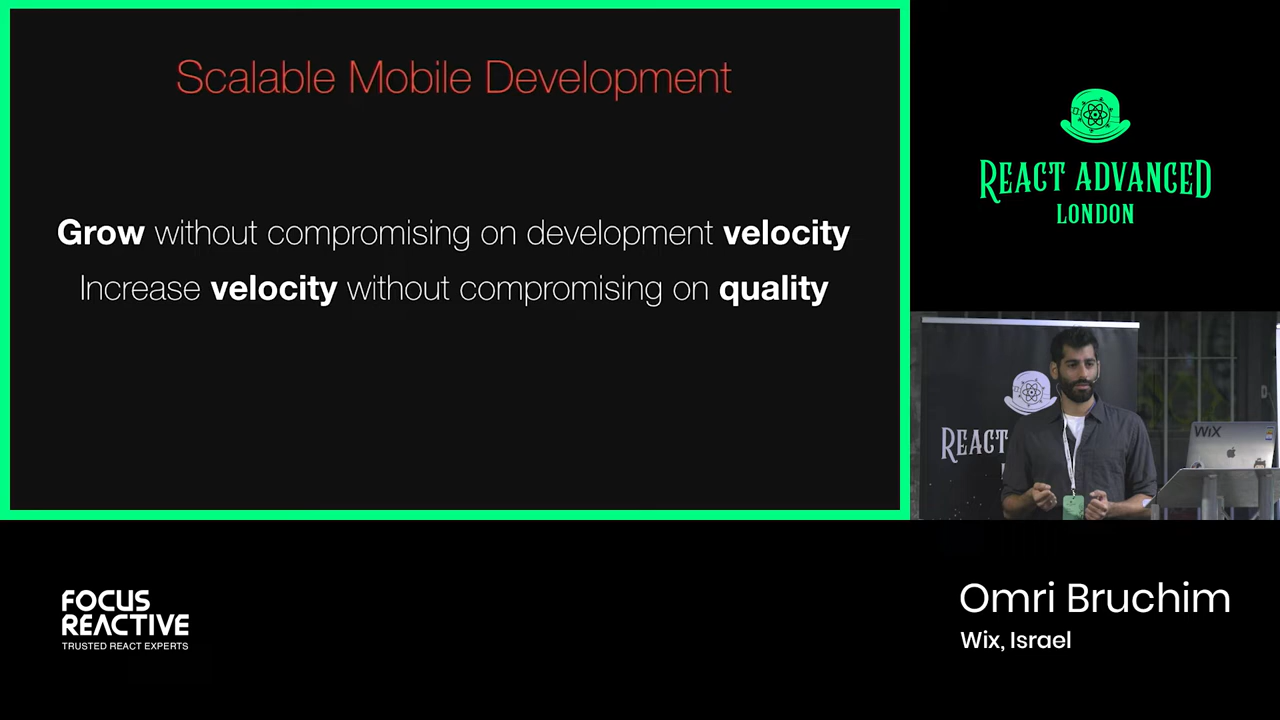 Scalable Mobile Development
Grow without compromising on development velocity
Increase velocity without compromising on quality
REACT ADVANCED
LONDON
REACT
WiX
FOCUS
REACTIVE
TRUSTED REACT EXPERTS
Omri Bruchim
Wix, Israel